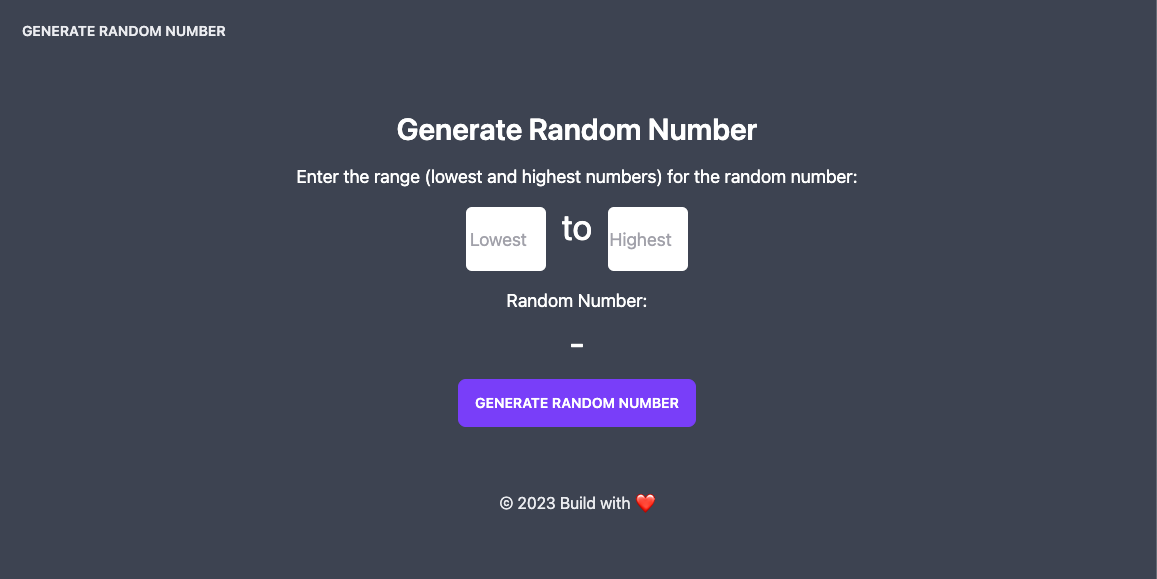 GENERATE RANDOM NUMBER
Generate Random Number
Enter the range (lowest and highest numbers) for the random number:
Lowest to Highest
Random Number:
-
GENERATE RANDOM NUMBER
© 2023 Build with ❤️